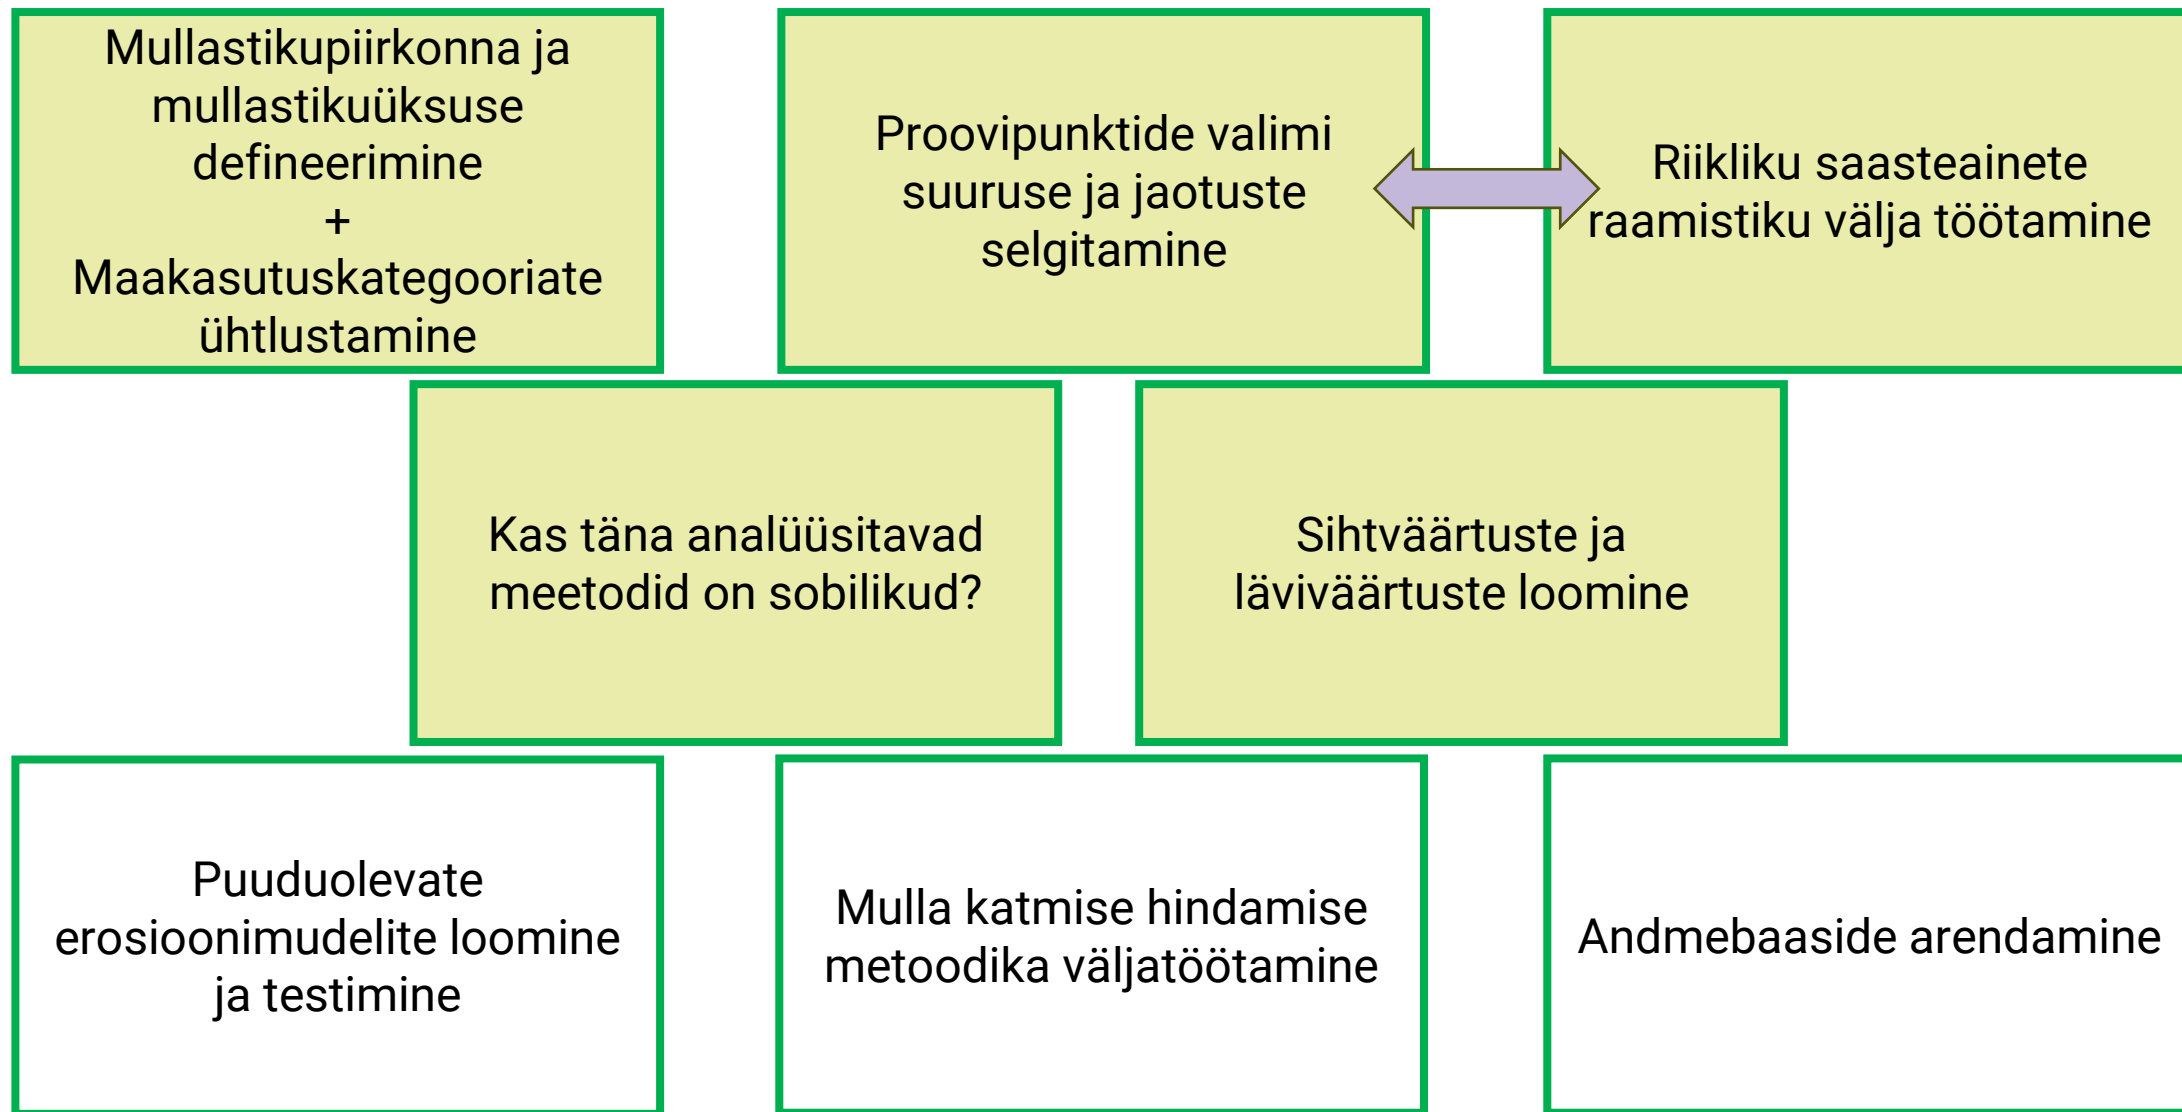 Mullastikupiirkonna ja
mullastikuüksuse
defineerimine
+
Maakasutuskategooriate
ühtlustamine
Proovipunktide valimi
suuruse ja jaotuste
selgitamine
Riikliku saasteainete
raamistiku välja töötamine
Kas täna analüüsitavad
meetodid on sobilikud?
Sihtväärtuste ja
läviväärtuste loomine
Puuduolevate
erosioonimudelite loomine
ja testimine
Mulla katmise hindamise
metoodika väljatöötamine
Andmebaaside arendamine